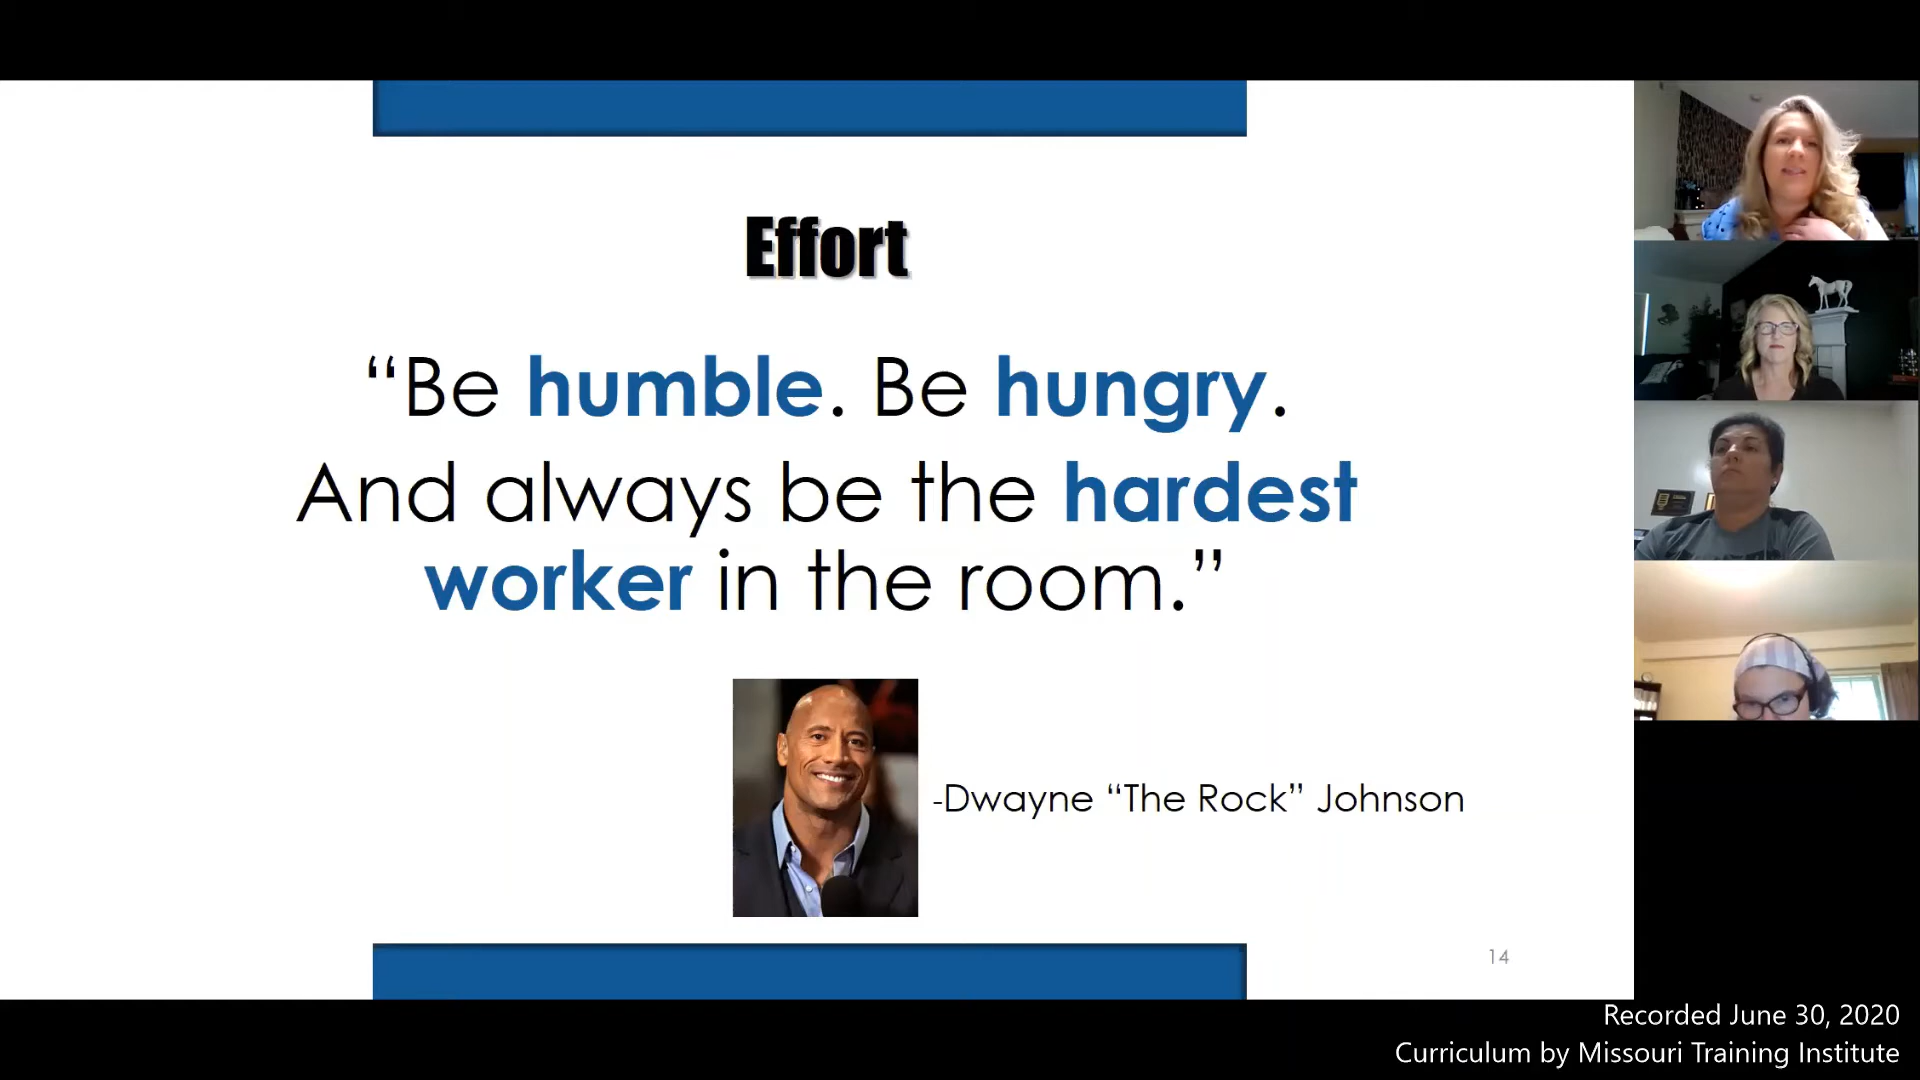 Effort
“Be humble. Be hungry.
And always be the hardest
worker in the room.”
-Dwayne “The Rock” Johnson
14
Recorded June 30, 2020
Curriculum by Missouri Training Institute